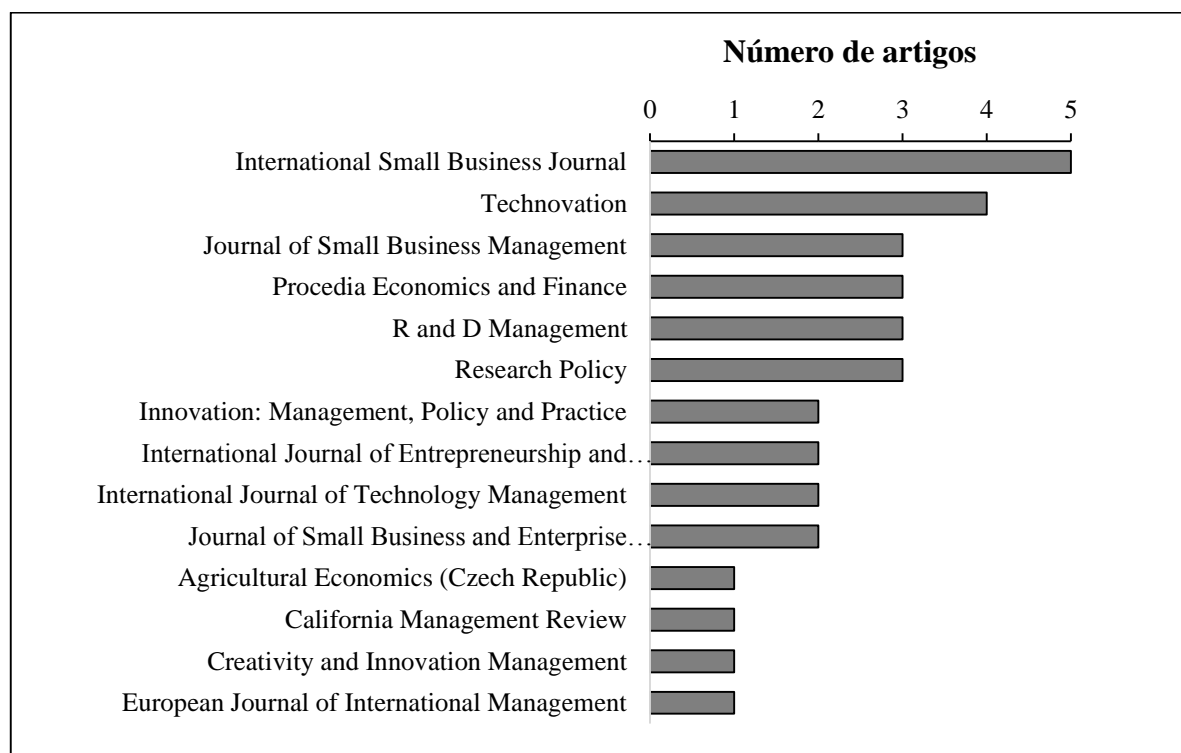 Número de artigos
0 1 2 3 4 5
International Small Business Journal
Technovation
Journal of Small Business Management
Procedia Economics and Finance
R and D Management
Research Policy
Innovation: Management, Policy and Practice
International Journal of Entrepreneurship and…
International Journal of Technology Management
Journal of Small Business and Enterprise…
Agricultural Economics (Czech Republic)
California Management Review
Creativity and Innovation Management
European Journal of International Management